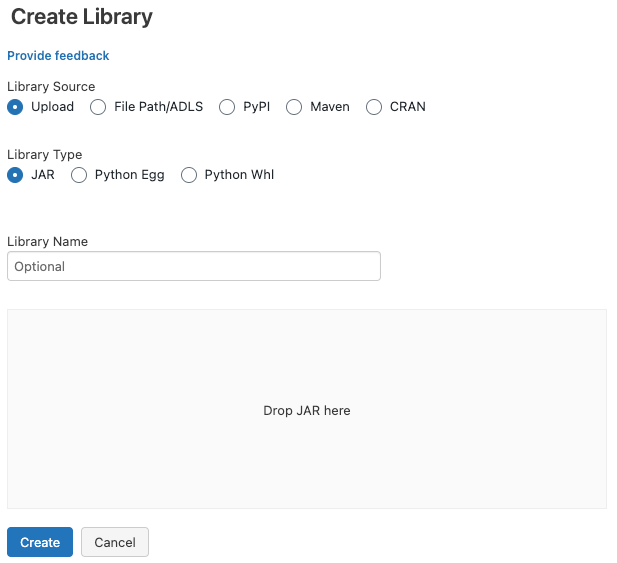 Create Library
Provide feedback
Library Source
Upload File Path/ADLS PyPI Maven CRAN
Library Type
JAR Python Egg Python Whl
Library Name
Optional
Drop JAR here
Create Cancel